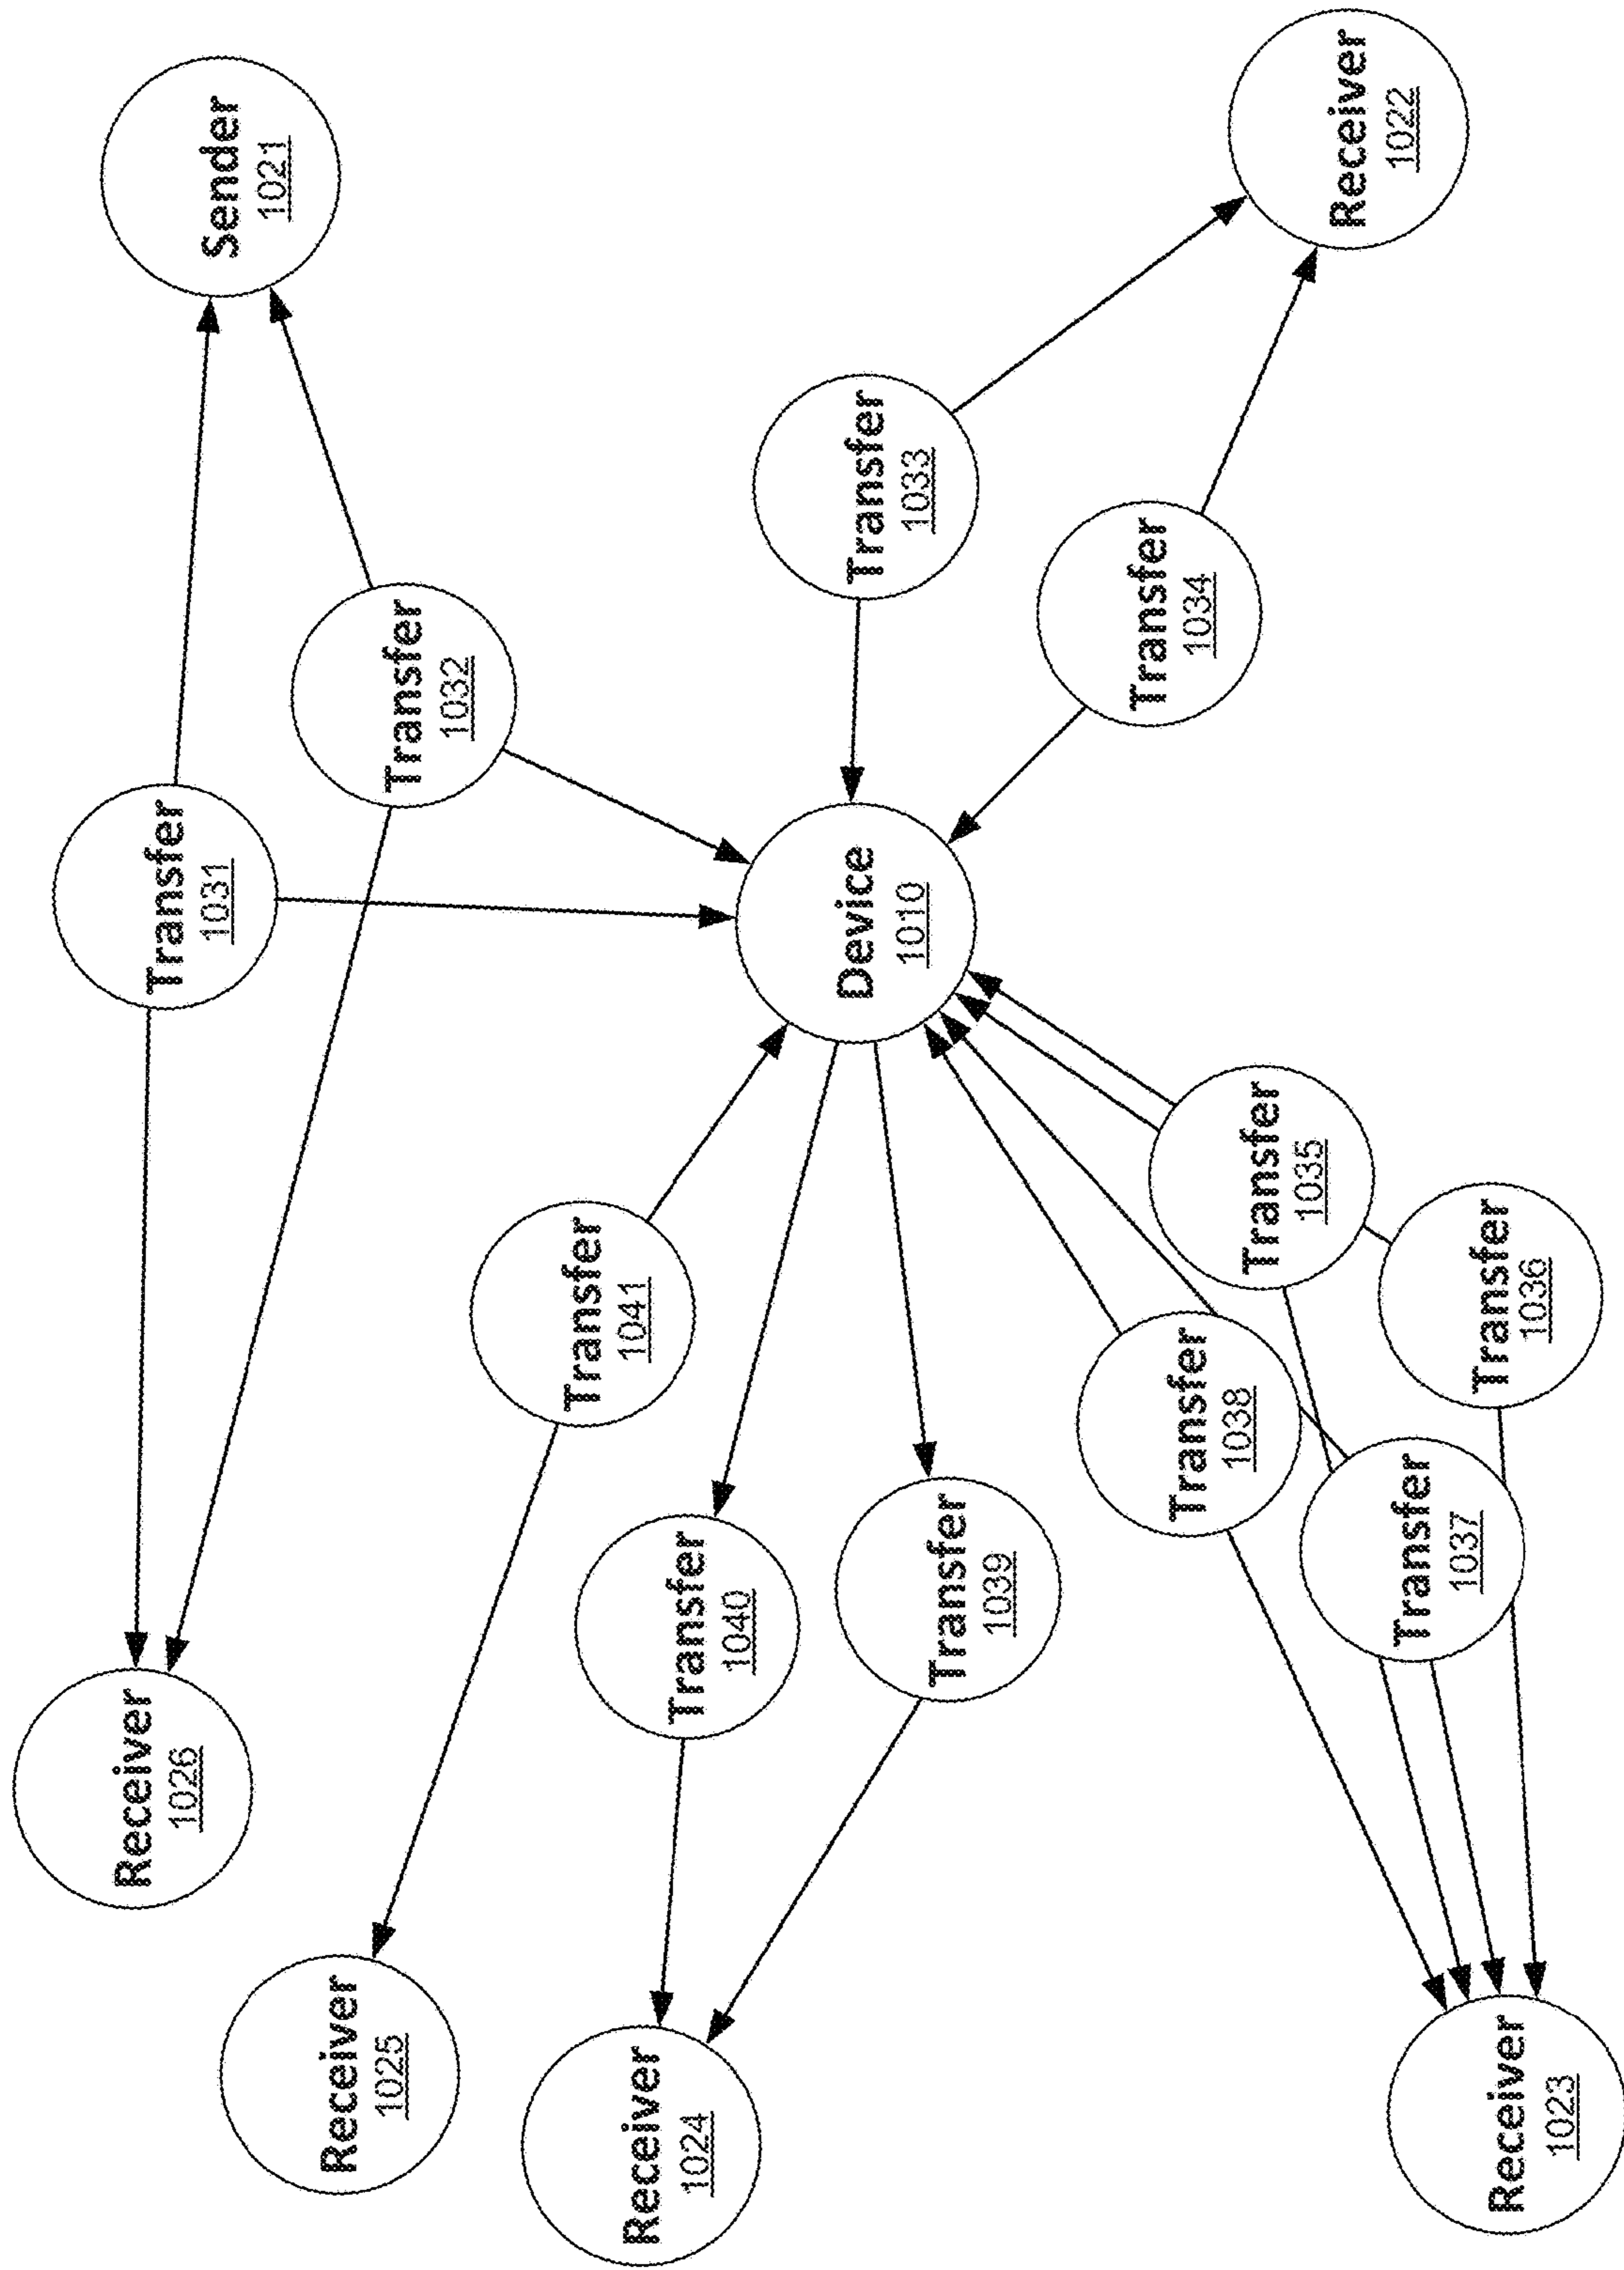 Receiver
1026
Transfer
1031
Sender
1021
Receiver
1025
Transfer
1032
Transfer
1041
Receiver
1024
Transfer
1040
Device
1010
Transfer
1033
Transfer
1039
Transfer
1034
Receiver
1022
Transfer
1038
Transfer
1035
Transfer
1037
Receiver
1023
Transfer
1036